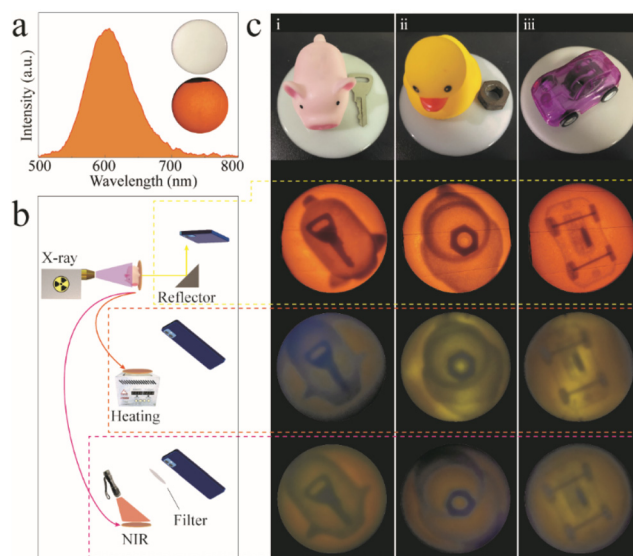 a
Intensity (a.u.)
500 600 700 800
Wavelength (nm)
b
X-ray
Reflector
Heating
NIR
Filter
c
i ii iii